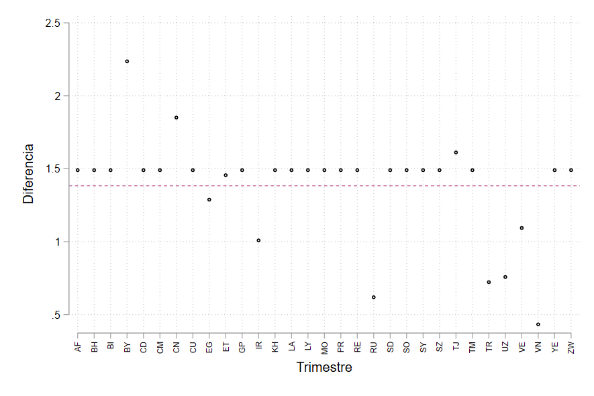 2.5
2
1.5
1
.5
Diferencia
AF BH BI BY CD CM CN CU EG ET GP IR KH LA LY MO PR RE RU SD SO SY SZ TJ TM TR UZ VE VN YE ZW
Trimestre